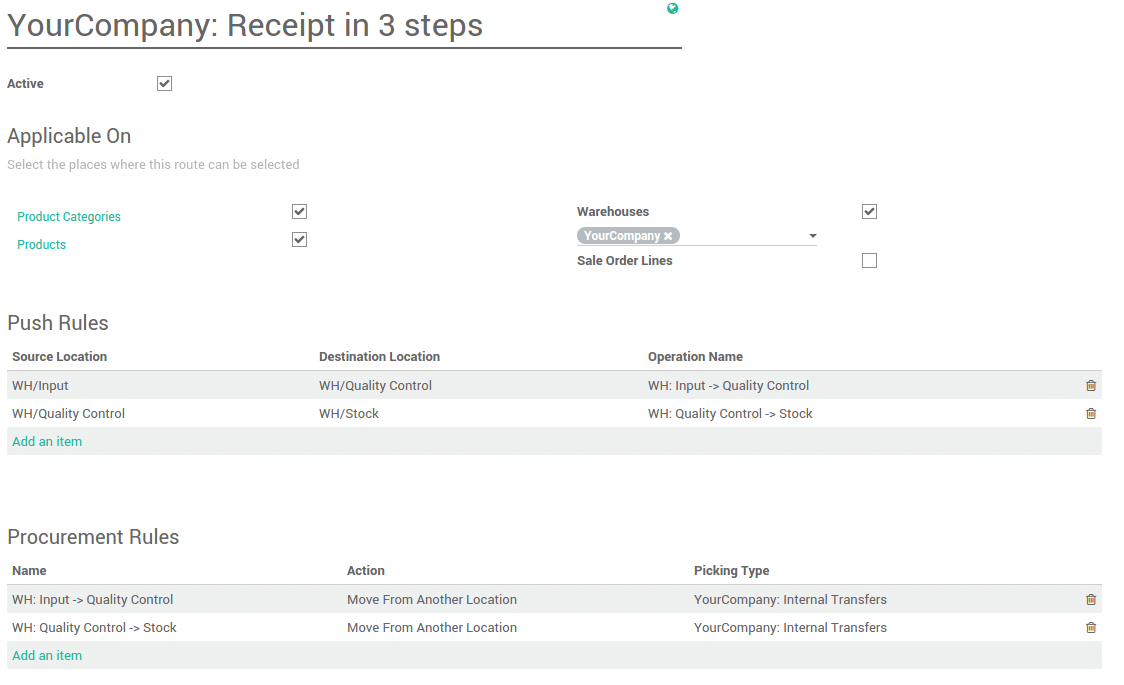 YourCompany: Receipt in 3 steps
Active
Applicable On
Select the places where this route can be selected
Product Categories
Products
Warehouses
YourCompany ×
Sale Order Lines
Push Rules
Source Location Destination Location Operation Name
WH/Input WH/Quality Control WH: Input -> Quality Control
WH/Quality Control WH/Stock WH: Quality Control -> Stock
Add an item
Procurement Rules
Name Action Picking Type
WH: Input -> Quality Control Move From Another Location YourCompany: Internal Transfers
WH: Quality Control -> Stock Move From Another Location YourCompany: Internal Transfers
Add an item